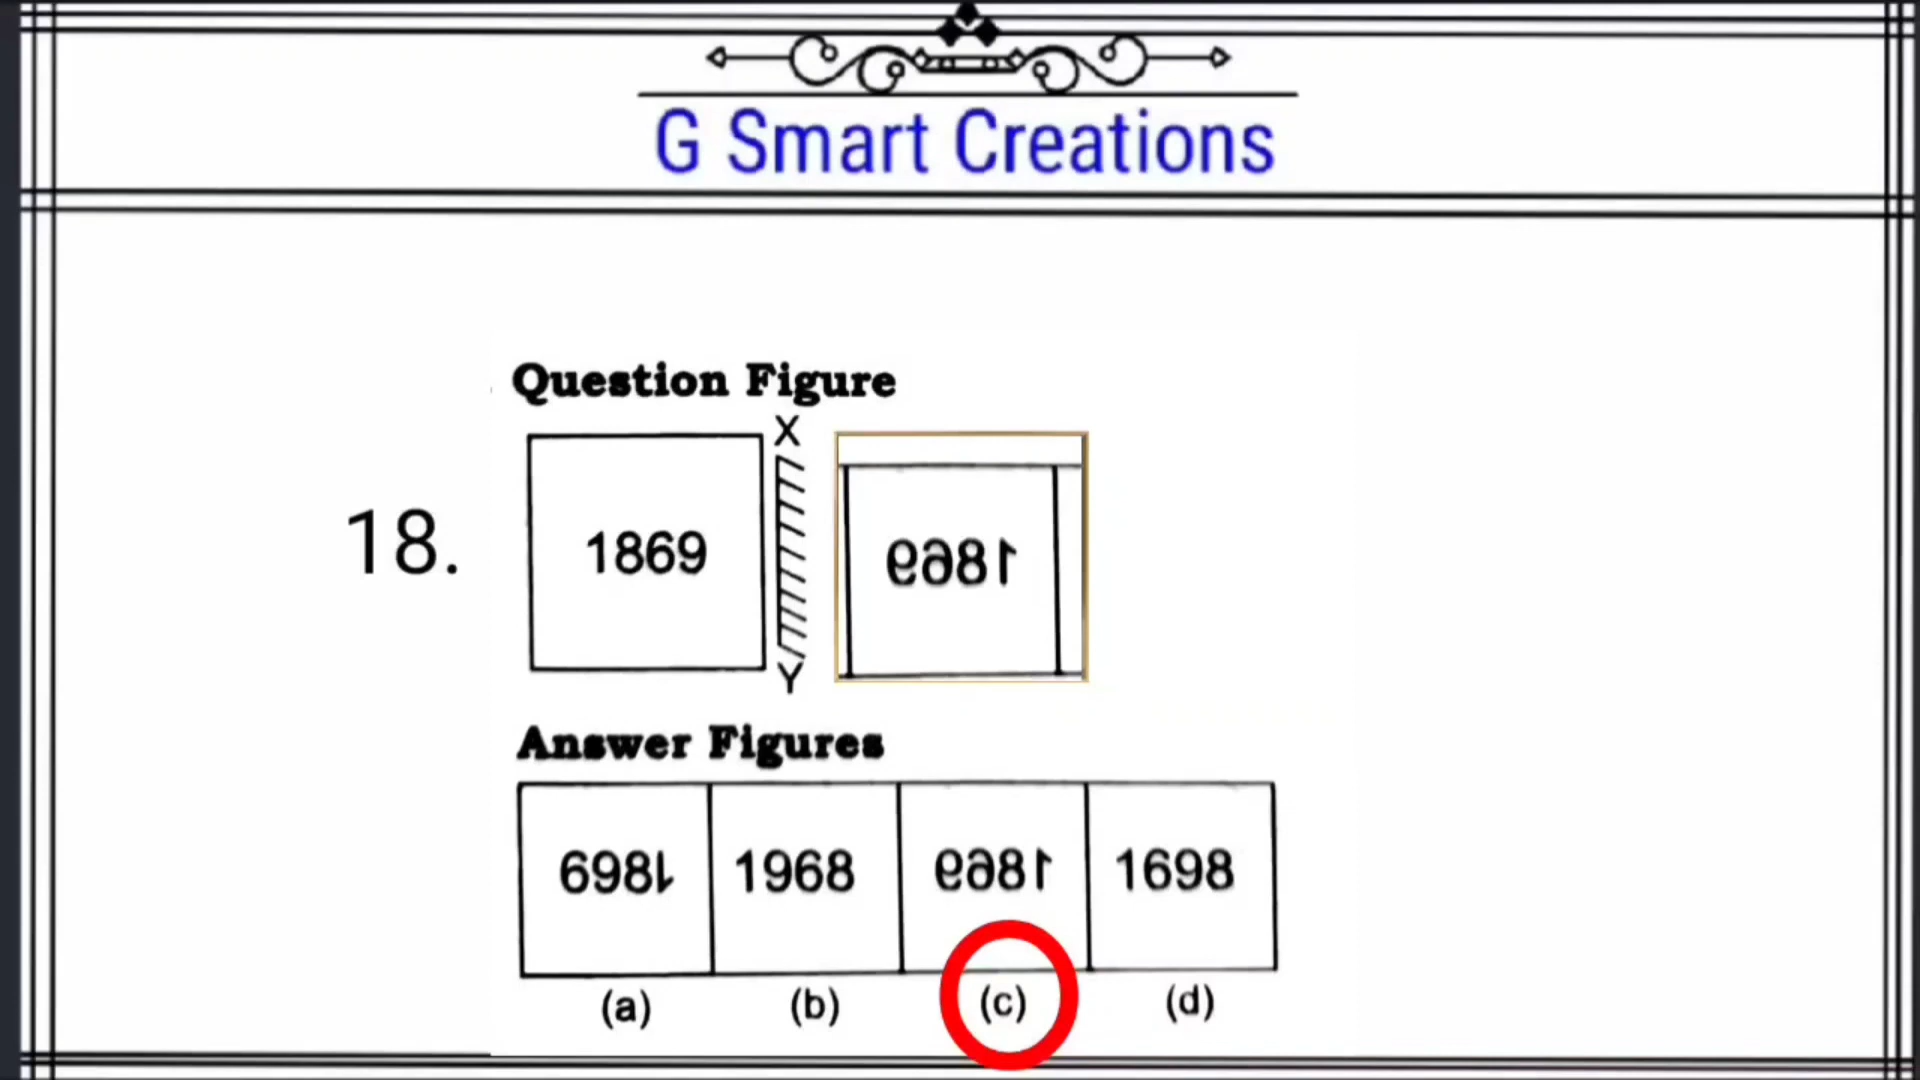 G Smart Creations
Question Figure
X
18.
1869
Y
Answer Figures
1968
1698
(a)
(b)
(c)
(d)